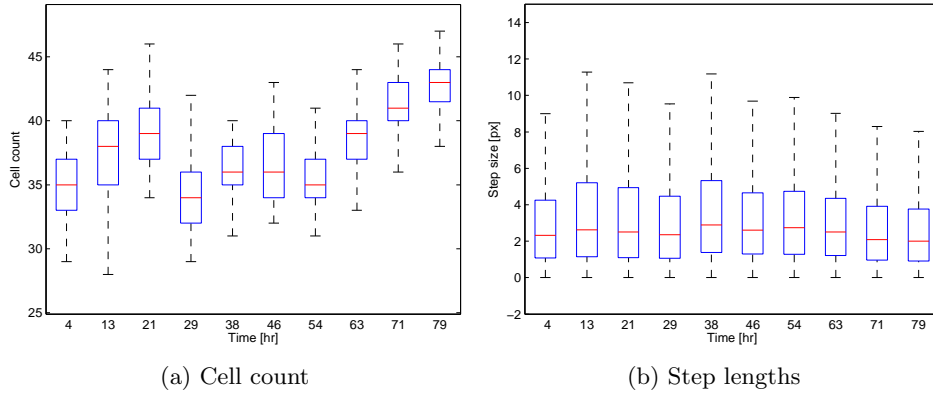 45
40
35
30
25
Cell count
4 13 21 29 38 46 54 63 71 79
Time [hr]
(a) Cell count
14
12
10
8
6
4
2
0
−2
Step size [px]
4 13 21 29 38 46 54 63 71 79
Time [hr]
(b) Step lengths